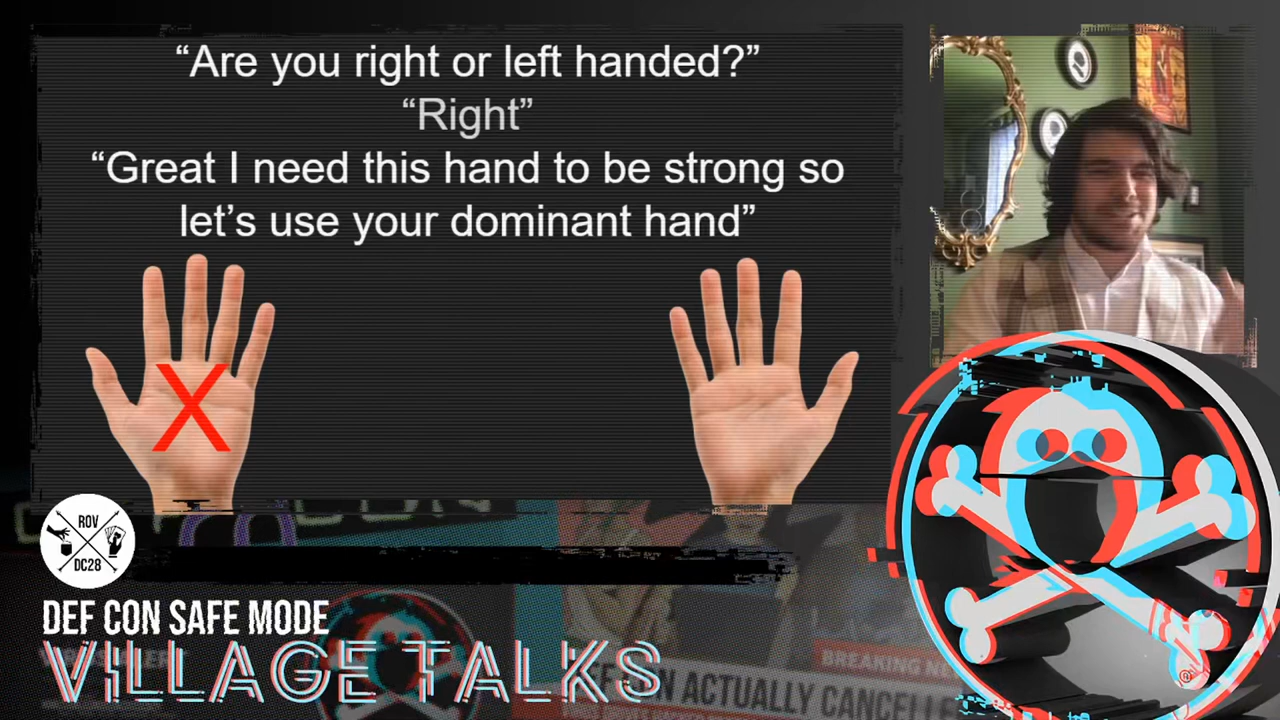 “Are you right or left handed?”
“Right”
“Great I need this hand to be strong so
let’s use your dominant hand”
X
ROV
DC28
DEF CON SAFE MODE
VILLAGE TALKS
BREAKING
ACTUALLY CANCELLE
®